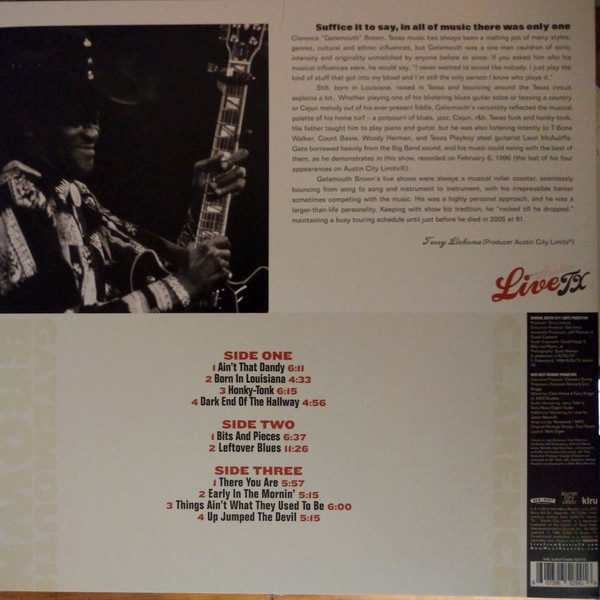 Suffice it to say, in all of music there was only one
Clarence "Gatemouth" Brown. Texas music has always been a melting pot of many styles,
genres, cultural and ethnic influences, but Gatemouth was a one man cauldron of sonic
intensity and originality unmatched by anyone before or since. If you asked him who his
musical influences were, he would say, "I never wanted to sound like nobody. I just play the
kind of stuff that got into my blood and I'm still the only person I know who plays it."
Still, born in Louisiana, raised in Texas and bouncing around the Texas circuit
explains a lot. Whether playing one of his blistering blues guitar solos or teasing a country
or Cajun melody out of his ever present fiddle, Gatemouth's versatility reflected the musical
palette of his home turf – a potpourri of blues, jazz, Cajun, r&b, Texas funk and honky-tonk.
His father taught him to play piano and guitar, but he was also listening intently to T-Bone
Walker, Count Basie, Woody Herman, and Texas Playboy steel guitarist Leon McAuliffe.
Gate borrowed heavily from the Big Band sound, and his music could swing with the best of
them, as he demonstrates in this show, recorded on February 6, 1996 (the last of his four
appearances on Austin City Limits®).
Gatemouth Brown's live shows were always a musical roller coaster, seamlessly
bouncing from song to song and instrument to instrument, with his irrepressible banter
sometimes competing with the music. His was a highly personal approach, and he was a
larger-than-life personality. Keeping with show biz tradition, he "rocked till he dropped,"
maintaining a busy touring schedule until just before he died in 2005 at 81.
Terry Lickona (Producer Austin City Limits®)
Live TX
SIDE ONE
1 Ain't That Dandy 6:11
2 Born In Louisiana 4:33
3 Honky-Tonk 6:15
4 Dark End Of The Hallway 4:56
SIDE TWO
1 Bits And Pieces 6:37
2 Leftover Blues 11:26
SIDE THREE
1 There You Are 5:57
2 Early In The Mornin' 5:15
3 Things Ain't What They Used To Be 6:00
4 Up Jumped The Devil 5:15
klru